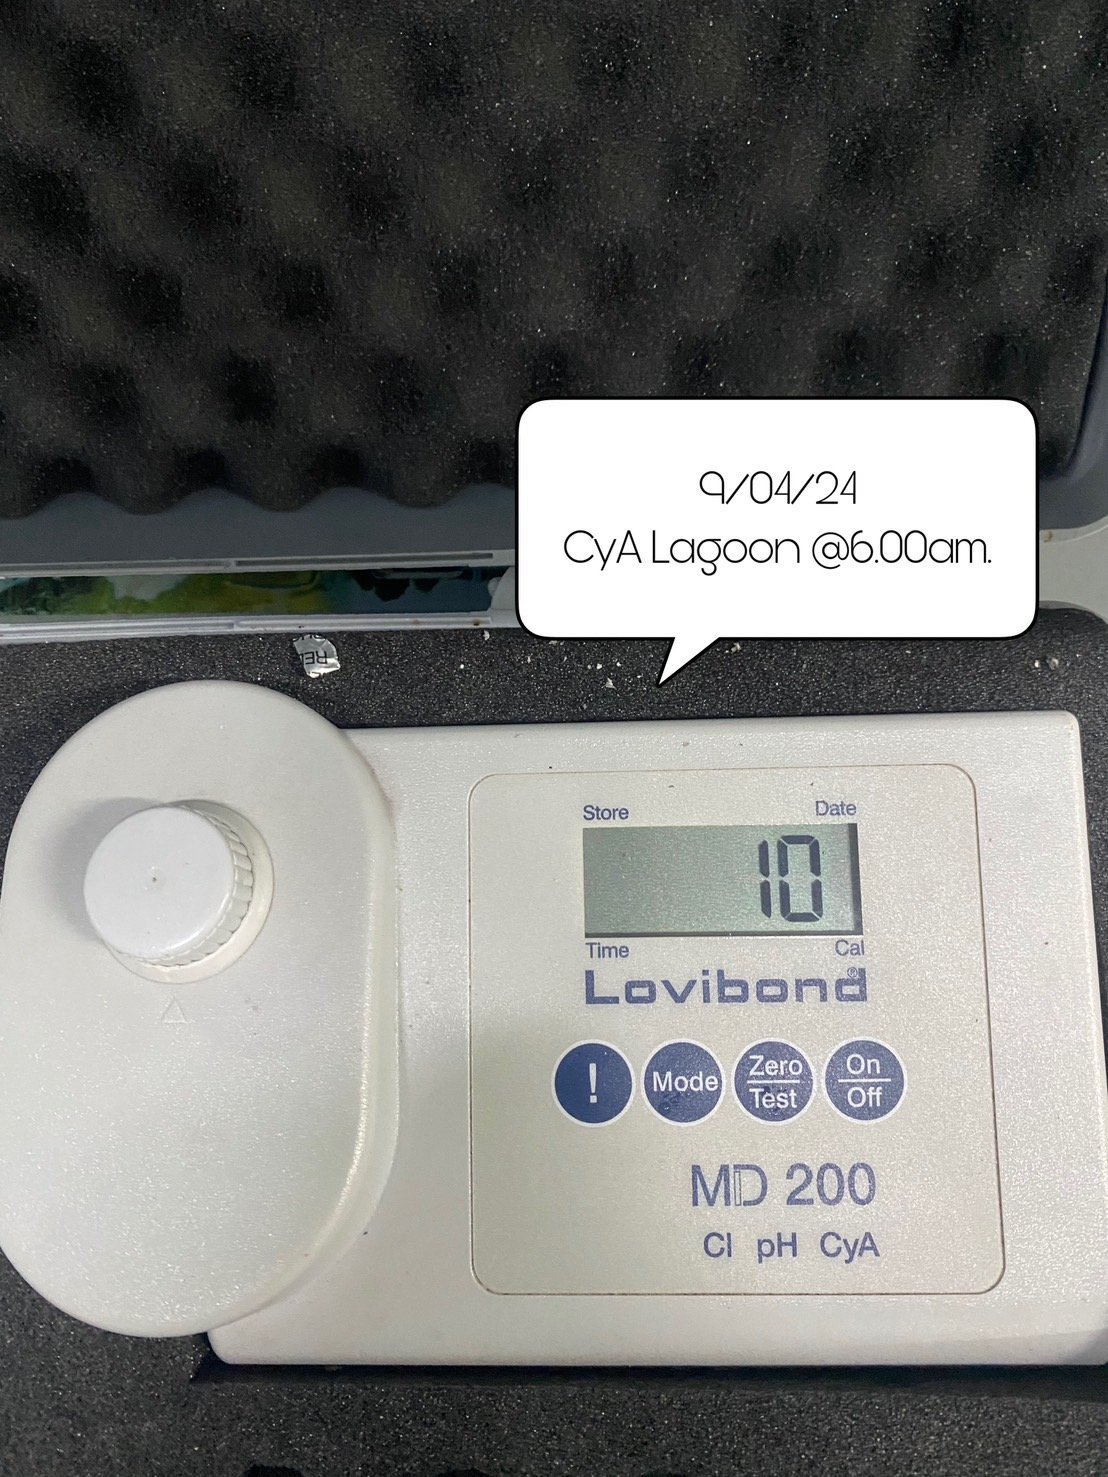 9/04/24
CyA Lagoon @6.00am.
REL
Store Date
10
Time Cal
Lovibond®
! Mode Zero/Test On/Off
MD 200
Cl pH CyA